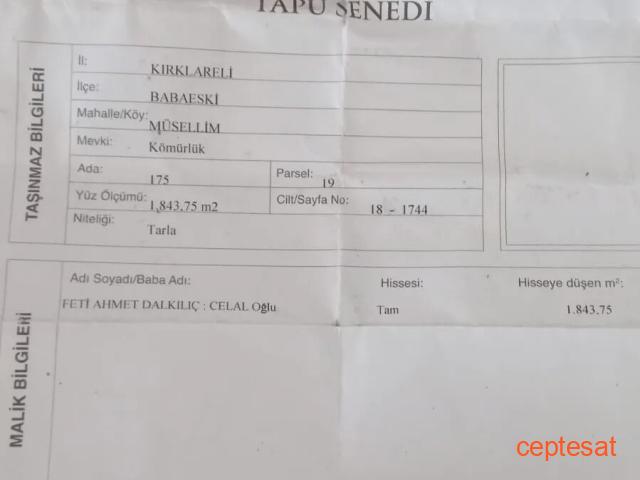 TAPU SENEDİ
TAŞINMAZ BİLGİLERİ
İl: KIRKLARELİ
İlçe: BABAESKİ
Mahalle/Köy: MÜSELLİM
Mevki: Kömürlük
Ada: 175 Parsel: 19
Yüz Ölçümü: 1,843.75 m2 Cilt/Sayfa No: 18 - 1744
Niteliği: Tarla
MALİK BİLGİLERİ
Adı Soyadı/Baba Adı: Hissesi: Hisseye düşen m²:
FETİ AHMET DALKILIÇ : CELAL Oğlu Tam 1.843.75
ceptesat